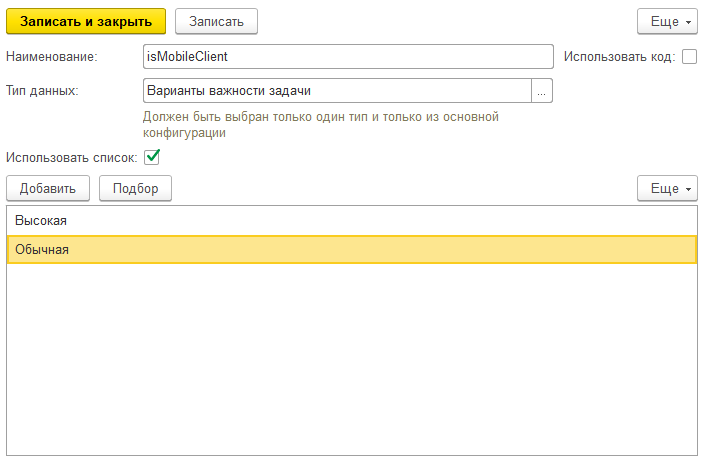 Записать и закрыть Записать Еще
Наименование: isMobileClient Использовать код:
Тип данных: Варианты важности задачи ...
Должен быть выбран только один тип и только из основной
конфигурации
Использовать список:
Добавить Подбор Еще
Высокая
Обычная